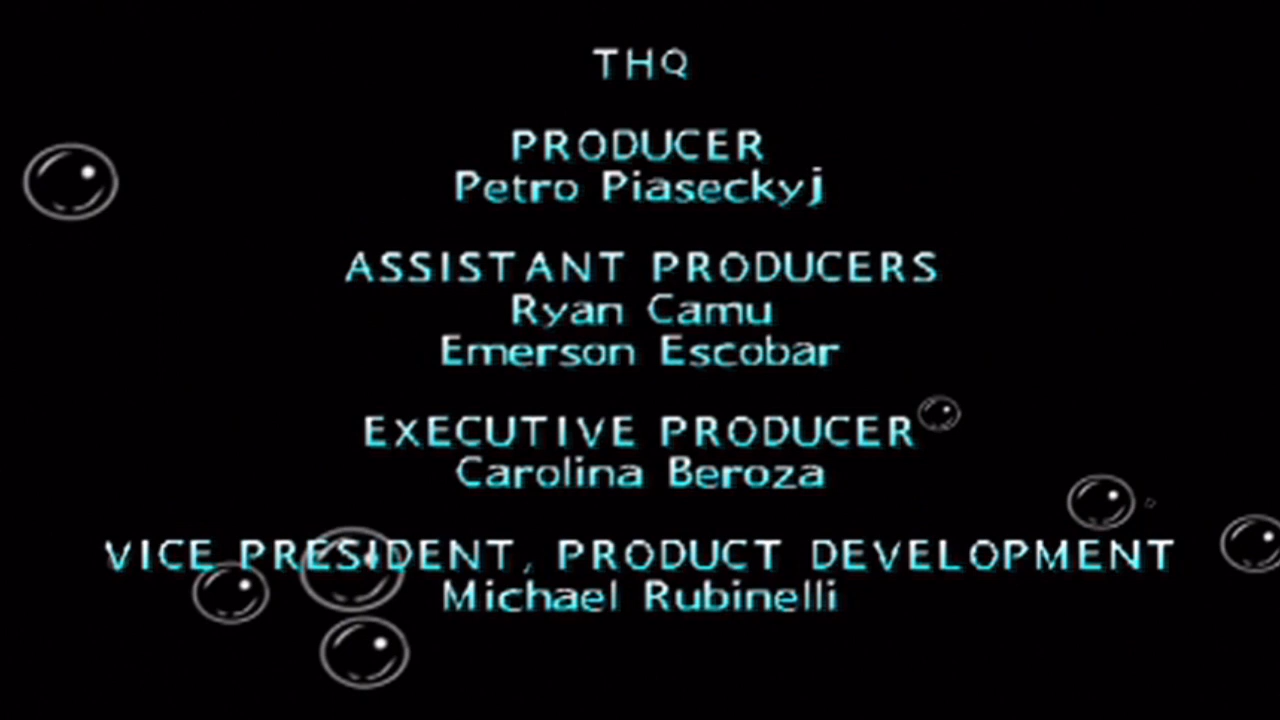 THQ
PRODUCER
Petro Piaseckyj
ASSISTANT PRODUCERS
Ryan Camu
Emerson Escobar
EXECUTIVE PRODUCER
Carolina Beroza
VICE PRESIDENT, PRODUCT DEVELOPMENT
Michael Rubinelli